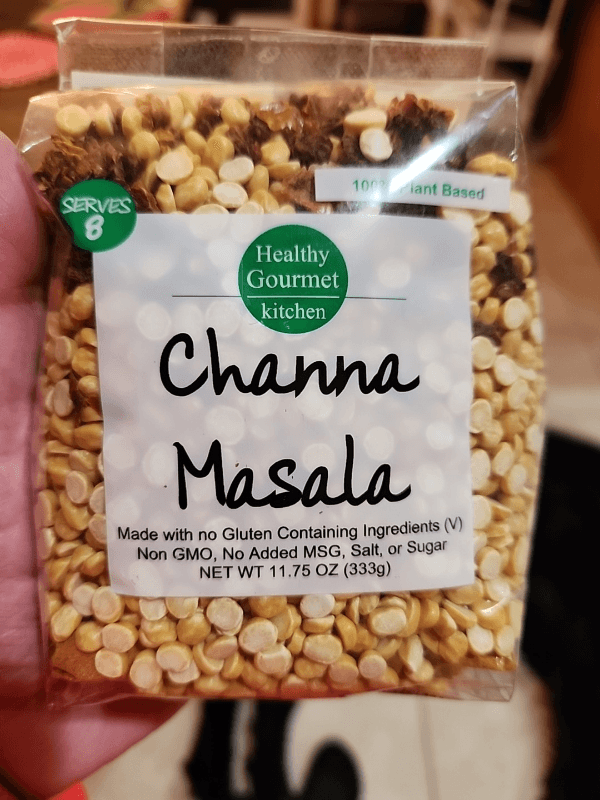 SERVES
8
Plant Based
Healthy
Gourmet
kitchen
Channa
Masala
Made with no Gluten Containing Ingredients (V)
Non GMO, No Added MSG, Salt, or Sugar
NET WT 11.75 OZ (333g)